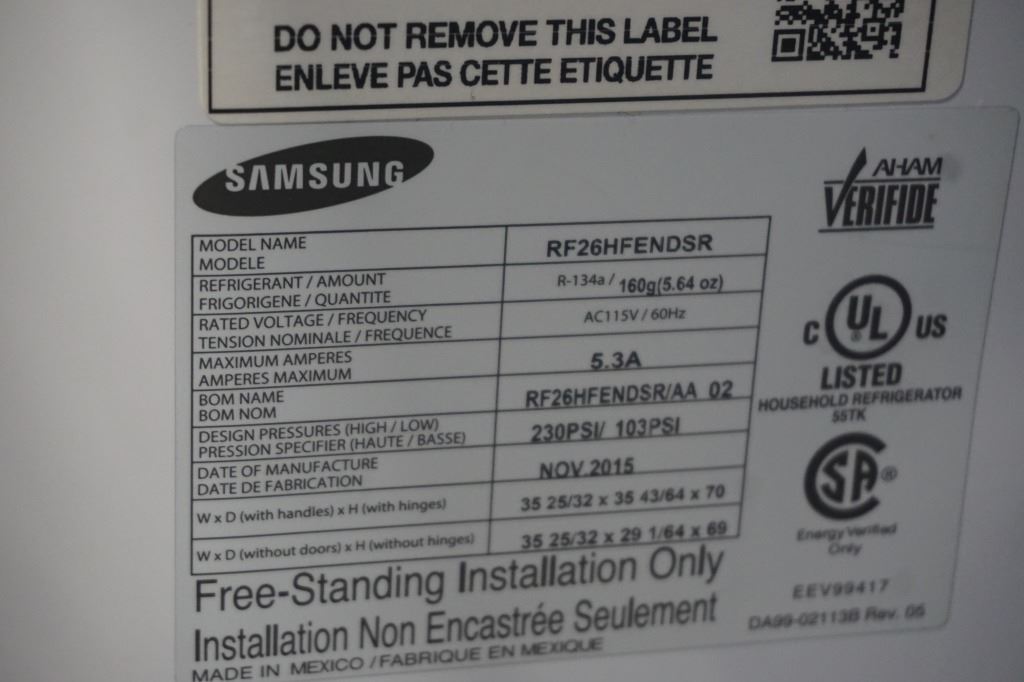 DO NOT REMOVE THIS LABEL
ENLEVE PAS CETTE ETIQUETTE
SAMSUNG
AHAM
VERIFIDE
MODEL NAME
MODELE
RF26HFENDSR
REFRIGERANT / AMOUNT
FRIGORIGENE / QUANTITE
R-134a / 160g(5.64 oz)
RATED VOLTAGE / FREQUENCY
TENSION NOMINALE / FREQUENCE
AC115V / 60Hz
MAXIMUM AMPERES
AMPERES MAXIMUM
5.3A
BOM NAME
BOM NOM
RF26HFENDSR/AA 02
DESIGN PRESSURES (HIGH / LOW)
PRESSION SPECIFIER (HAUTE / BASSE)
230PSI/ 103PSI
DATE OF MANUFACTURE
DATE DE FABRICATION
NOV.2015
W x D (with handles) x H (with hinges)
35 25/32 x 35 43/64 x 70
W x D (without doors) x H (without hinges)
35 25/32 x 29 1/64 x 69
C UL ® US
LISTED
HOUSEHOLD REFRIGERATOR
55TK
SA ®
Energy Verified
Only
EEV99417
DA99-02113B Rev. 05
Free-Standing Installation Only
Installation Non Encastrée Seulement
MADE IN MEXICO / FABRIQUE EN MEXIQUE